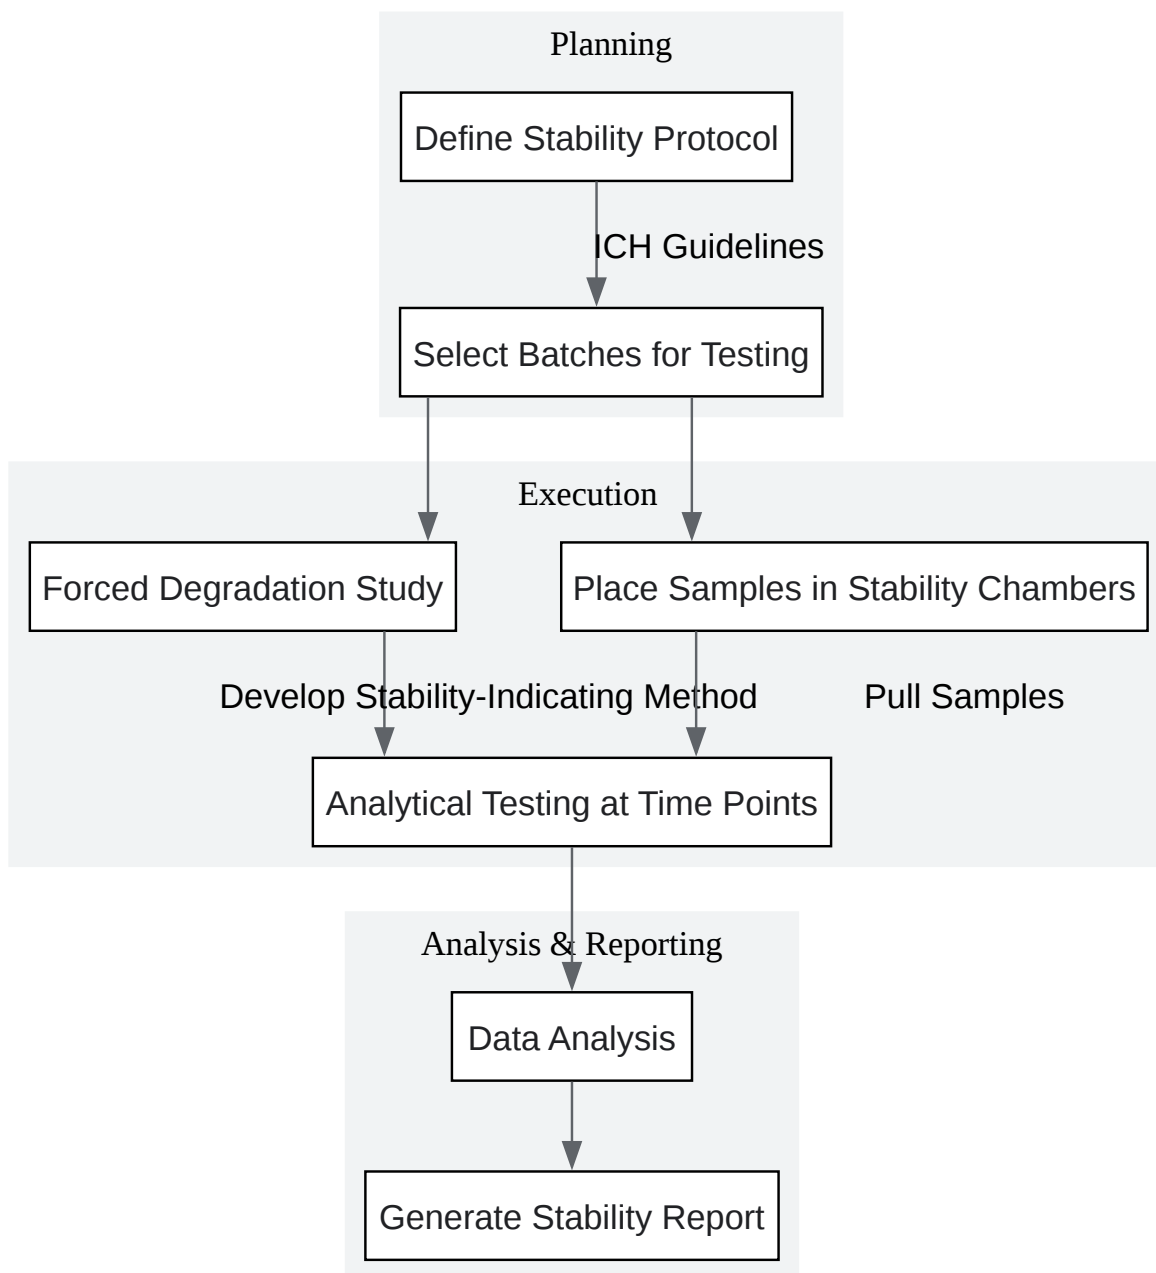 Planning
Define Stability Protocol
ICH Guidelines
Select Batches for Testing
Execution
Forced Degradation Study
Place Samples in Stability Chambers
Develop Stability-Indicating Method
Pull Samples
Analytical Testing at Time Points
Analysis & Reporting
Data Analysis
Generate Stability Report